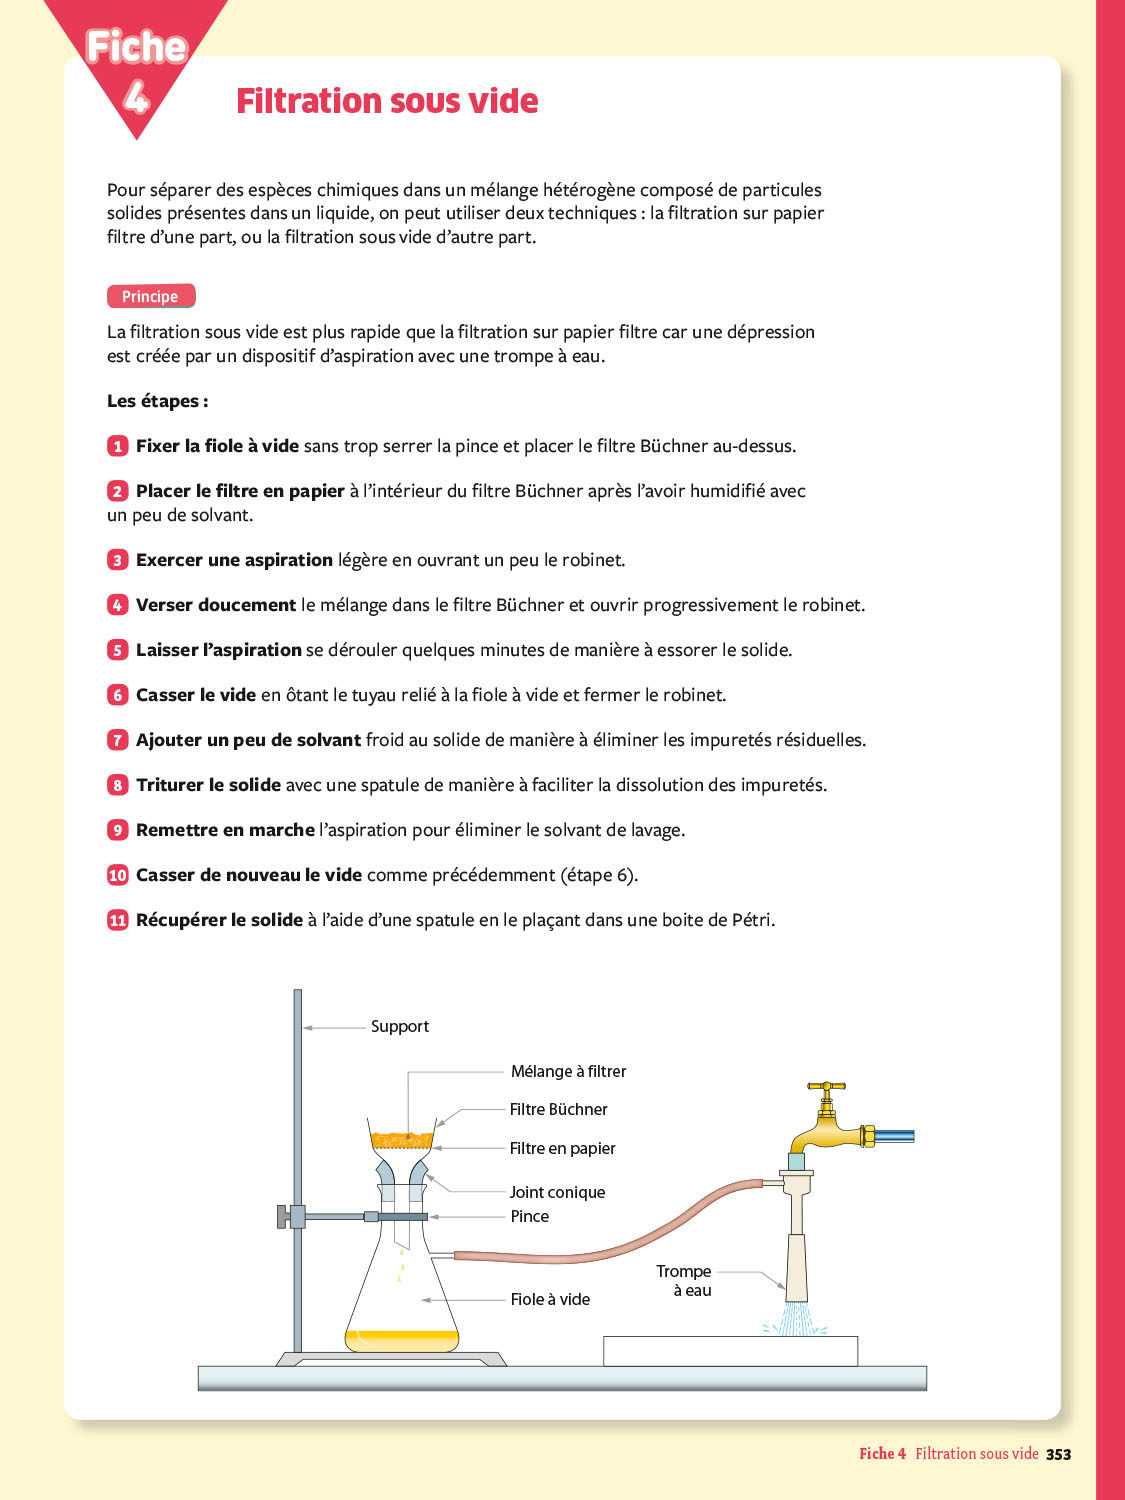 Fiche
4
Filtration sous vide
Pour séparer des espèces chimiques dans un mélange hétérogène composé de particules
solides présentes dans un liquide, on peut utiliser deux techniques : la filtration sur papier
filtre d’une part, ou la filtration sous vide d’autre part.
Principe
La filtration sous vide est plus rapide que la filtration sur papier filtre car une dépression
est créée par un dispositif d’aspiration avec une trompe à eau.
Les étapes :
1 Fixer la fiole à vide sans trop serrer la pince et placer le filtre Büchner au-dessus.
2 Placer le filtre en papier à l’intérieur du filtre Büchner après l’avoir humidifié avec
un peu de solvant.
3 Exercer une aspiration légère en ouvrant un peu le robinet.
4 Verser doucement le mélange dans le filtre Büchner et ouvrir progressivement le robinet.
5 Laisser l’aspiration se dérouler quelques minutes de manière à essorer le solide.
6 Casser le vide en ôtant le tuyau relié à la fiole à vide et fermer le robinet.
7 Ajouter un peu de solvant froid au solide de manière à éliminer les impuretés résiduelles.
8 Triturer le solide avec une spatule de manière à faciliter la dissolution des impuretés.
9 Remettre en marche l’aspiration pour éliminer le solvant de lavage.
10 Casser de nouveau le vide comme précédemment (étape 6).
11 Récupérer le solide à l’aide d’une spatule en le plaçant dans une boite de Pétri.
Support
Mélange à filtrer
Filtre Büchner
Filtre en papier
Joint conique
Pince
Trompe
à eau
Fiole à vide
Fiche 4 Filtration sous vide 353